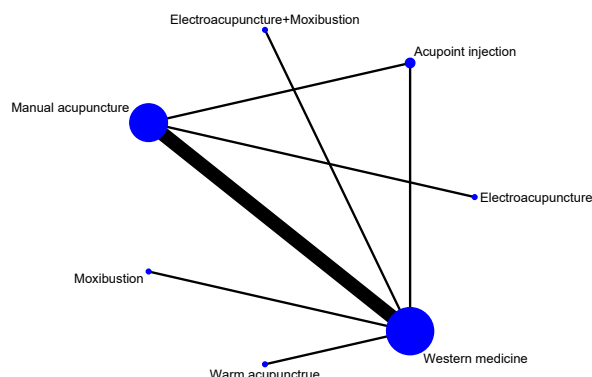 Electroacupuncture+Moxibustion
Acupoint injection
Manual acupuncture
Electroacupuncture
Moxibustion
Western medicine
Warm acupunctrue